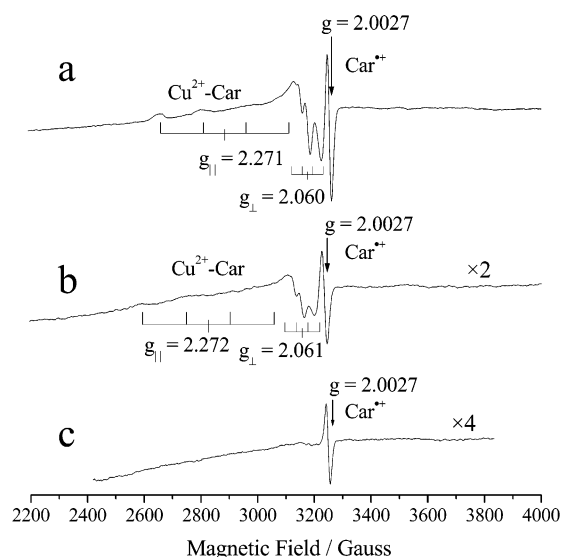 g = 2.0027
a
Car•+
Cu2+-Car
g|| = 2.271
g⊥ = 2.060
g = 2.0027
Car•+
b
Cu2+-Car
×2
g|| = 2.272
g⊥ = 2.061
g = 2.0027
Car•+
c
×4
2200 2400 2600 2800 3000 3200 3400 3600 3800 4000
Magnetic Field / Gauss